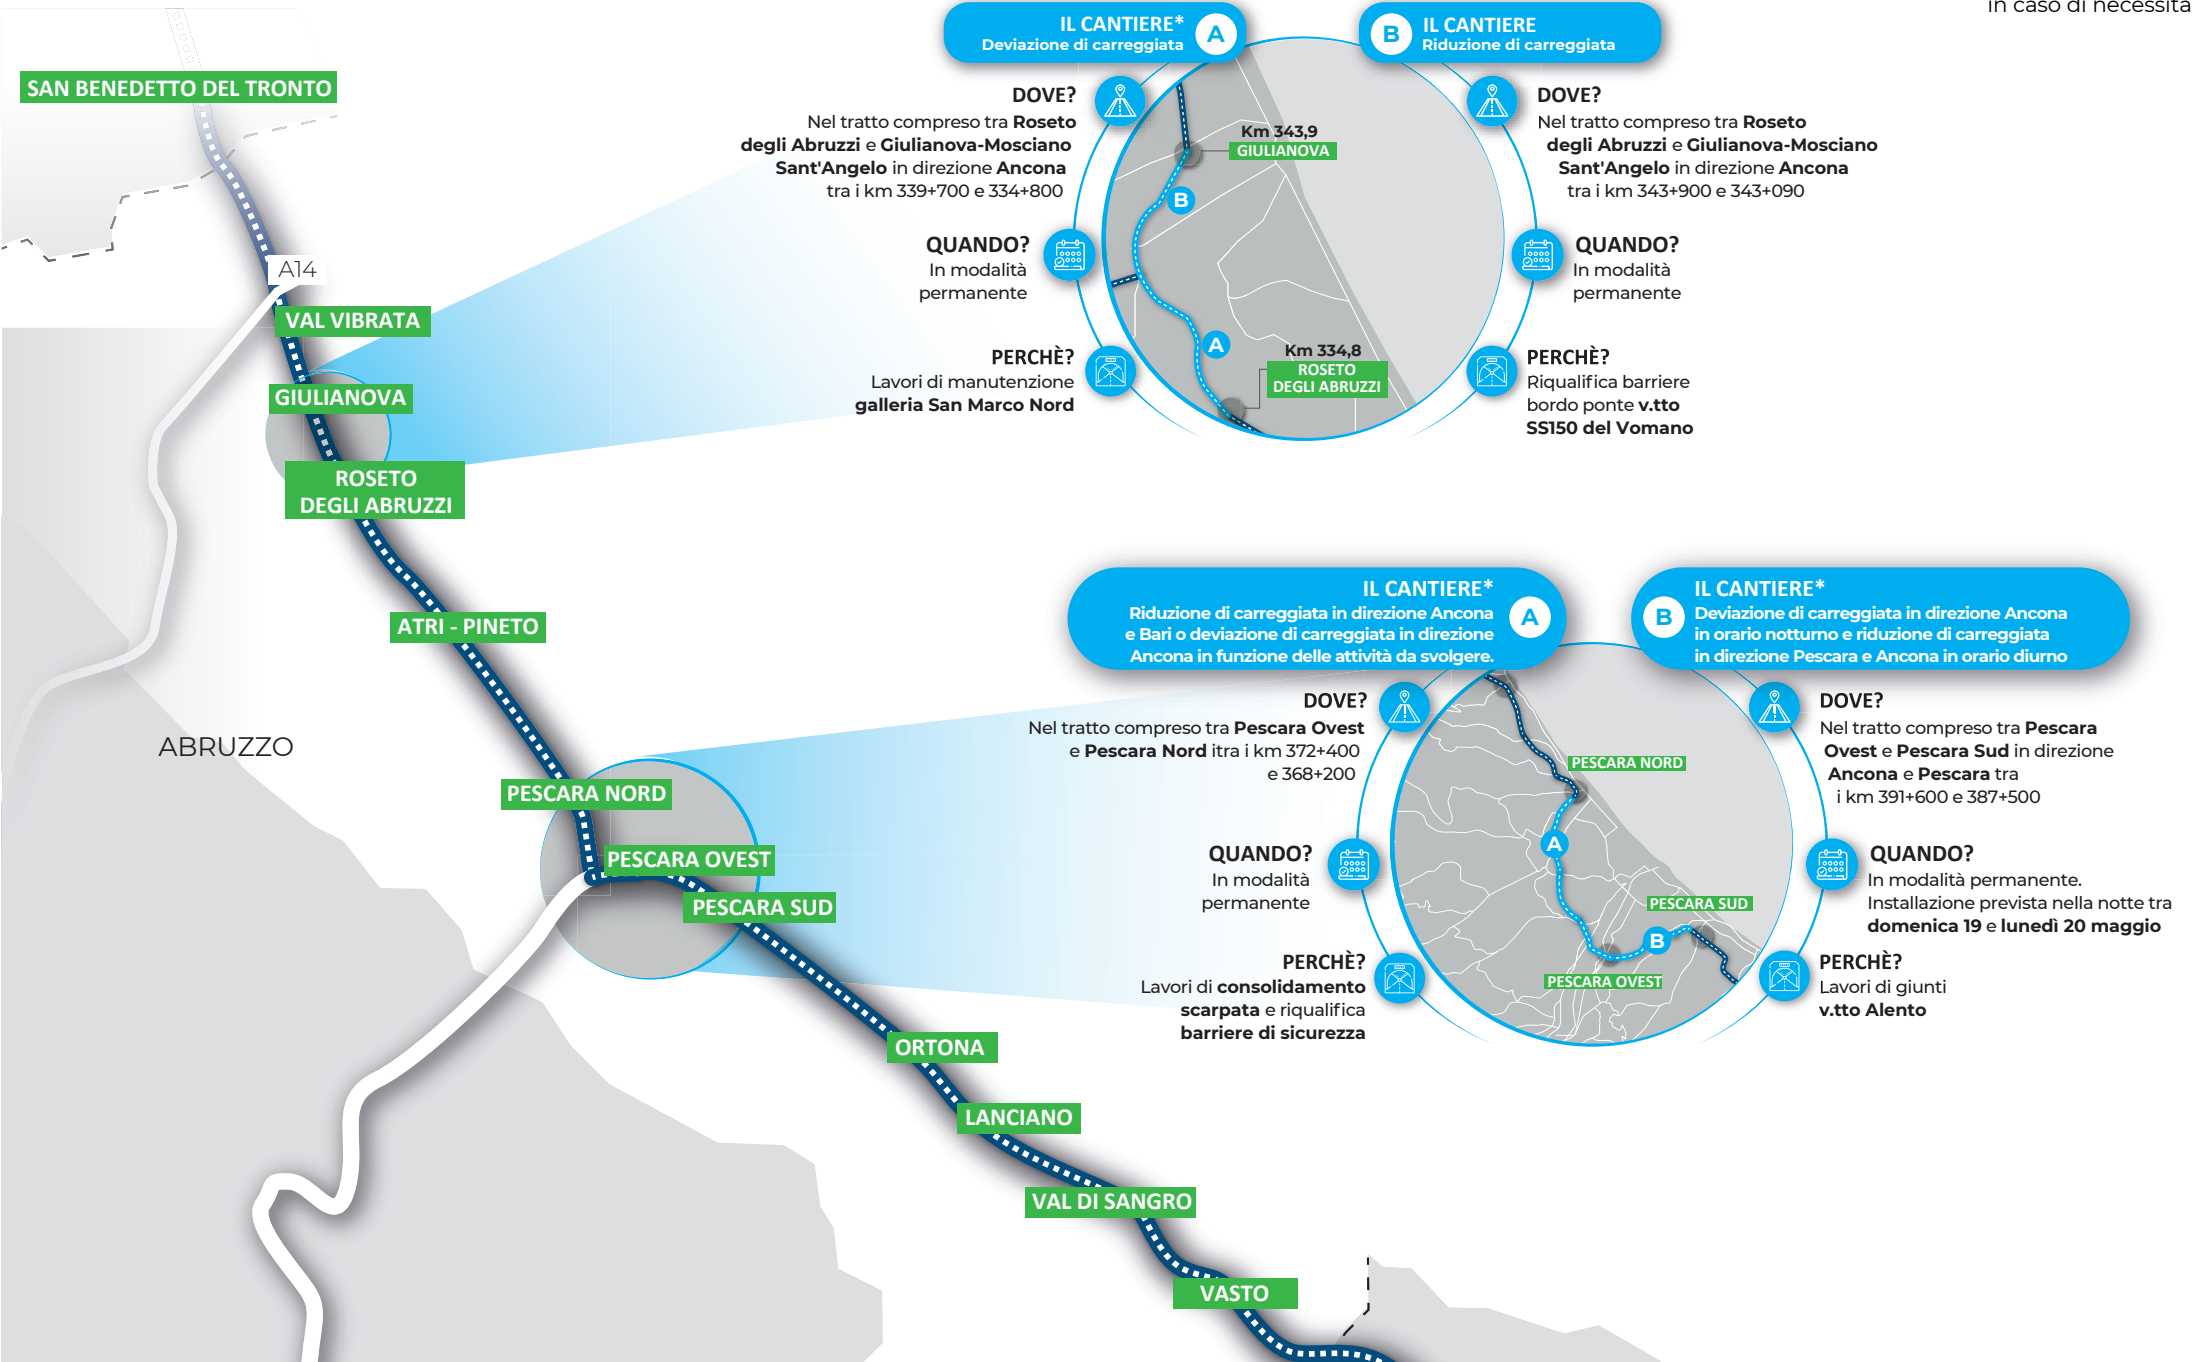 in caso di necessità
IL CANTIERE*
Deviazione di carreggiata
A
B
IL CANTIERE
Riduzione di carreggiata
DOVE?
Nel tratto compreso tra Roseto
degli Abruzzi e Giulianova-Mosciano
Sant'Angelo in direzione Ancona
tra i km 339+700 e 334+800
QUANDO?
In modalità
permanente
PERCHÈ?
Lavori di manutenzione
galleria San Marco Nord
Km 343,9
GIULIANOVA
B
A
Km 334,8
ROSETO
DEGLI ABRUZZI
DOVE?
Nel tratto compreso tra Roseto
degli Abruzzi e Giulianova-Mosciano
Sant'Angelo in direzione Ancona
tra i km 343+900 e 343+090
QUANDO?
In modalità
permanente
PERCHÈ?
Riqualifica barriere
bordo ponte v.tto
SS150 del Vomano
SAN BENEDETTO DEL TRONTO
A14
VAL VIBRATA
GIULIANOVA
ROSETO
DEGLI ABRUZZI
ATRI - PINETO
ABRUZZO
PESCARA NORD
PESCARA OVEST
PESCARA SUD
ORTONA
LANCIANO
VAL DI SANGRO
VASTO
IL CANTIERE*
Riduzione di carreggiata in direzione Ancona
e Bari o deviazione di carreggiata in direzione
Ancona in funzione delle attività da svolgere.
A
B
IL CANTIERE*
Deviazione di carreggiata in direzione Ancona
in orario notturno e riduzione di carreggiata
in direzione Pescara e Ancona in orario diurno
DOVE?
Nel tratto compreso tra Pescara Ovest
e Pescara Nord itra i km 372+400
e 368+200
QUANDO?
In modalità
permanente
PERCHÈ?
Lavori di consolidamento
scarpata e riqualifica
barriere di sicurezza
PESCARA NORD
A
PESCARA SUD
B
PESCARA OVEST
DOVE?
Nel tratto compreso tra Pescara
Ovest e Pescara Sud in direzione
Ancona e Pescara tra
i km 391+600 e 387+500
QUANDO?
In modalità permanente.
Installazione prevista nella notte tra
domenica 19 e lunedì 20 maggio
PERCHÈ?
Lavori di giunti
v.tto Alento